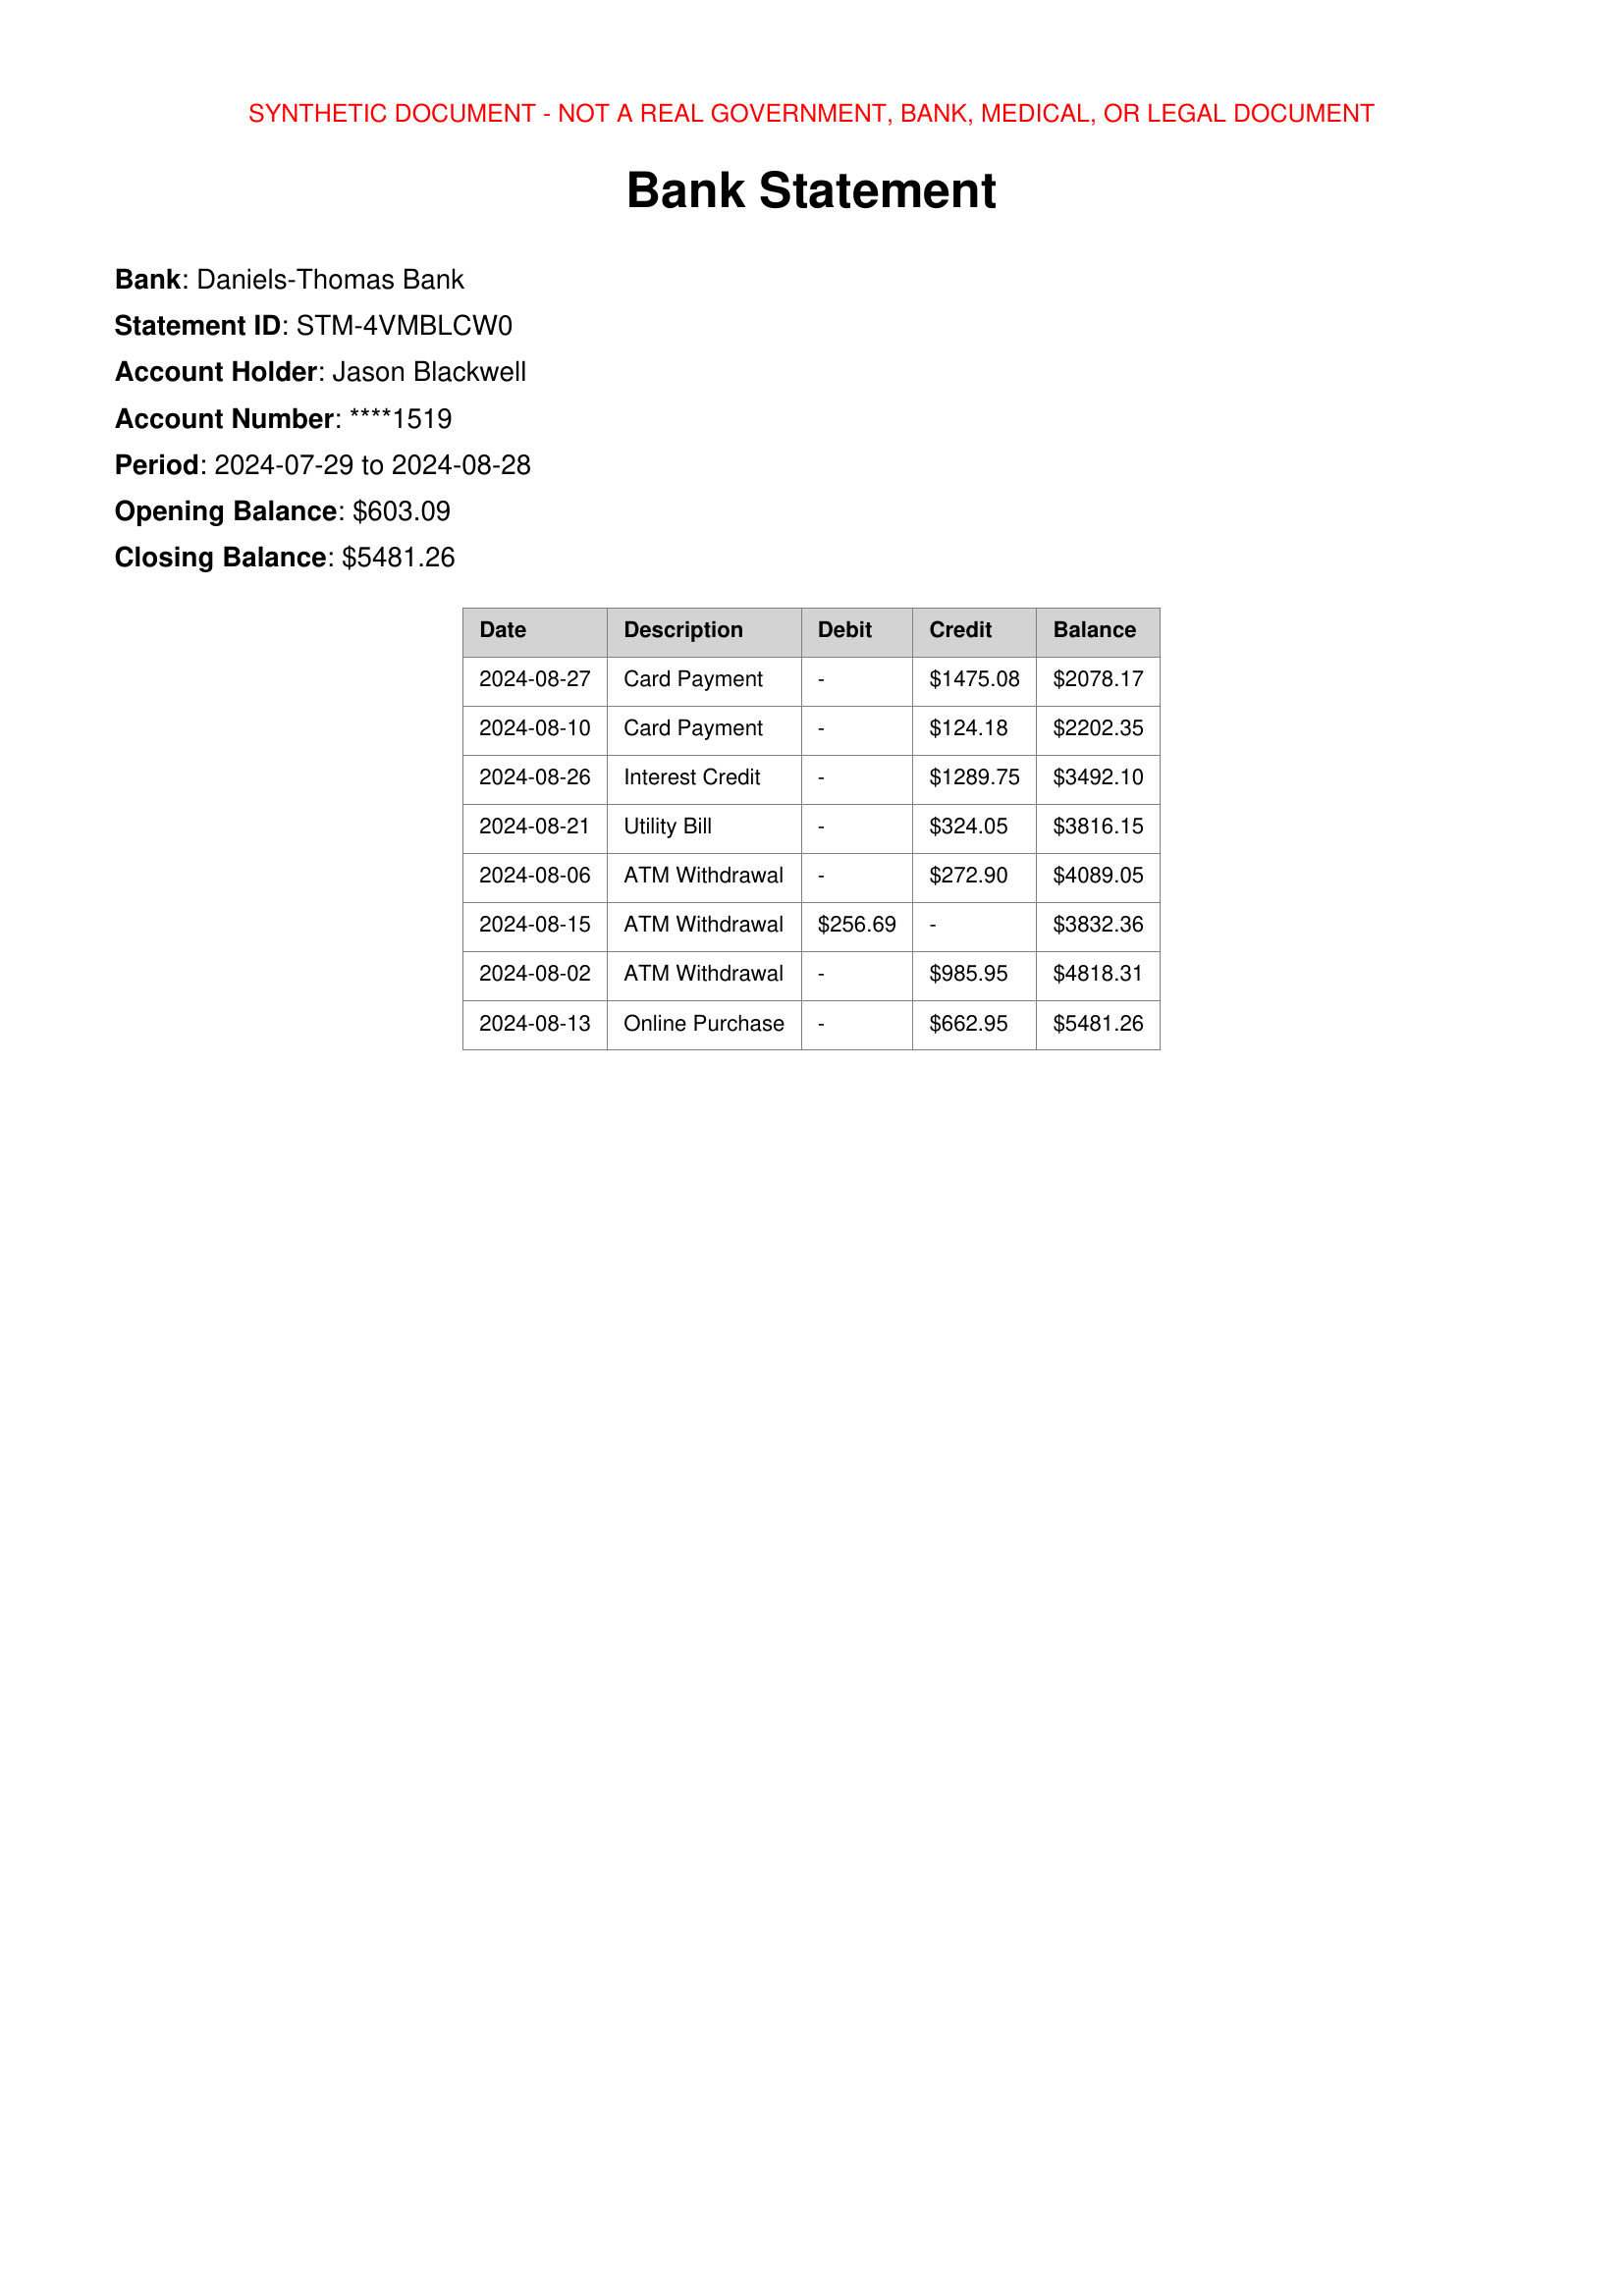 SYNTHETIC DOCUMENT - NOT A REAL GOVERNMENT, BANK, MEDICAL, OR LEGAL DOCUMENT
Bank Statement
Bank: Daniels-Thomas Bank
Statement ID: STM-4VMBLCW0
Account Holder: Jason Blackwell
Account Number: ****1519
Period: 2024-07-29 to 2024-08-28
Opening Balance: $603.09
Closing Balance: $5481.26
Date Description Debit Credit Balance
2024-08-27 Card Payment - $1475.08 $2078.17
2024-08-10 Card Payment - $124.18 $2202.35
2024-08-26 Interest Credit - $1289.75 $3492.10
2024-08-21 Utility Bill - $324.05 $3816.15
2024-08-06 ATM Withdrawal - $272.90 $4089.05
2024-08-15 ATM Withdrawal $256.69 - $3832.36
2024-08-02 ATM Withdrawal - $985.95 $4818.31
2024-08-13 Online Purchase - $662.95 $5481.26